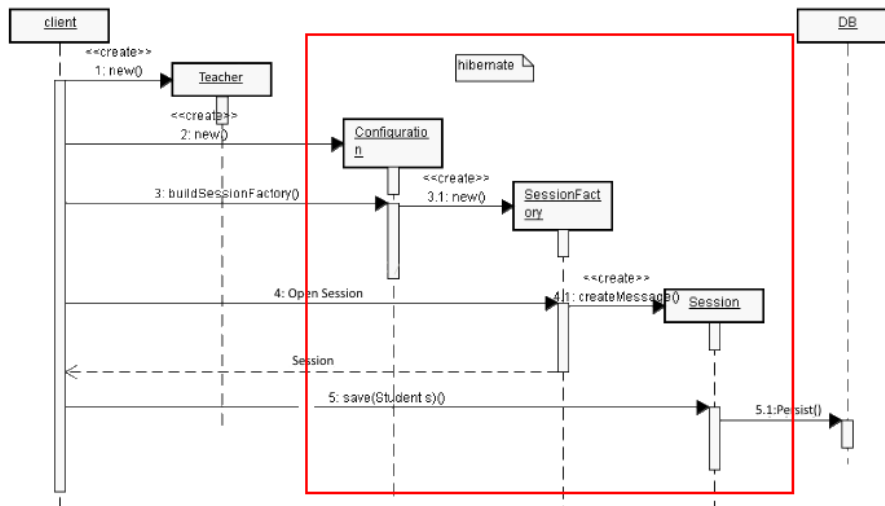 client
DB
<<create>>
1: new()
Teacher
hibernate
<<create>>
2: new()
Configuratio
n
<<create>>
3: buildSessionFactory()
3.1: new()
SessionFact
ory
<<create>>
4: Open Session
4.1: createMessage()
Session
Session
5: save(Student s)()
5.1:Persist()